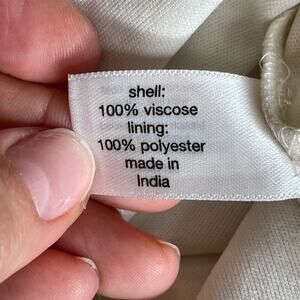 shell:
100% viscose
lining:
100% polyester
made in
India